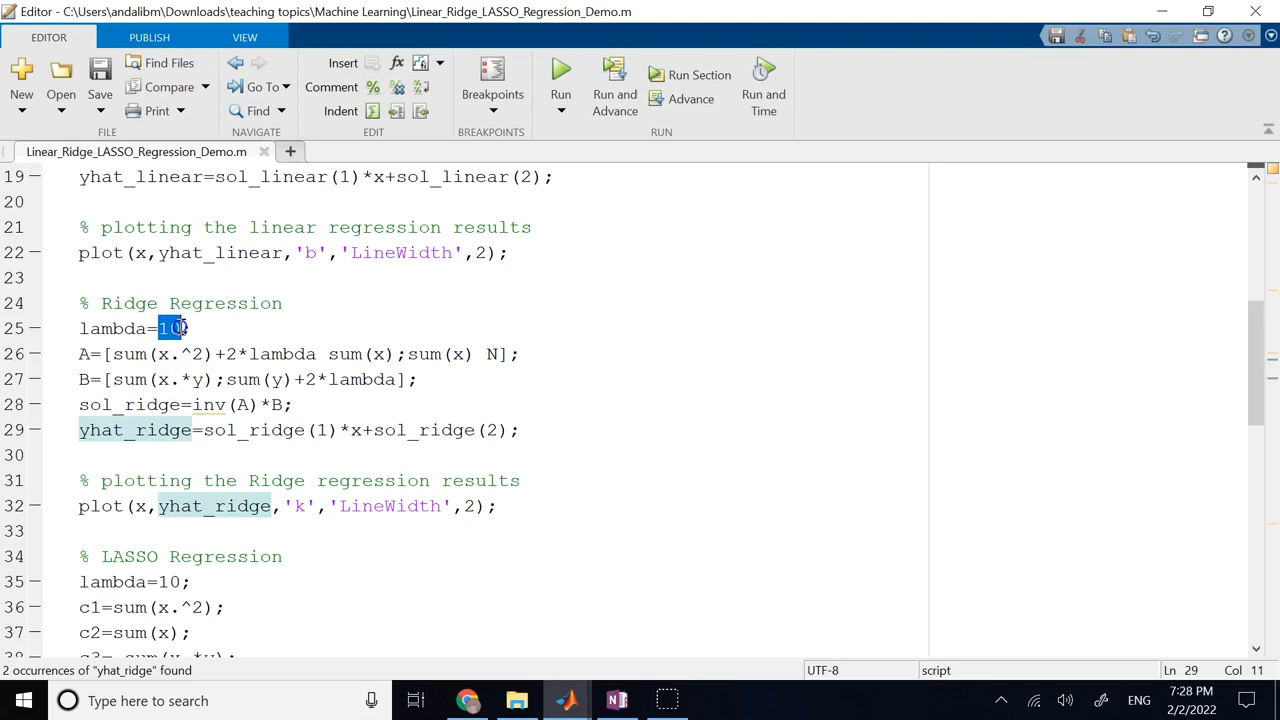 Editor - C:\Users\andalibm\Downloads\teaching topics\Machine Learning\Linear_Ridge_LASSO_Regression_Demo.m
EDITOR PUBLISH VIEW
New Open Save Find Files Compare Print
Go To Find
Insert Comment Indent
Breakpoints
Run Run and Advance Run Section Advance Run and Time
FILE NAVIGATE EDIT BREAKPOINTS RUN
Linear_Ridge_LASSO_Regression_Demo.m
19 yhat_linear=sol_linear(1)*x+sol_linear(2);
20
21 % plotting the linear regression results
22 plot(x,yhat_linear,'b','LineWidth',2);
23
24 % Ridge Regression
25 lambda=10;
26 A=[sum(x.^2)+2*lambda sum(x);sum(x) N];
27 B=[sum(x.*y);sum(y)+2*lambda];
28 sol_ridge=inv(A)*B;
29 yhat_ridge=sol_ridge(1)*x+sol_ridge(2);
30
31 % plotting the Ridge regression results
32 plot(x,yhat_ridge,'k','LineWidth',2);
33
34 % LASSO Regression
35 lambda=10;
36 c1=sum(x.^2);
37 c2=sum(x);
2 occurrences of "yhat_ridge" found UTF-8 script Ln 29 Col 11
Type here to search ENG 7:28 PM
2/2/2022